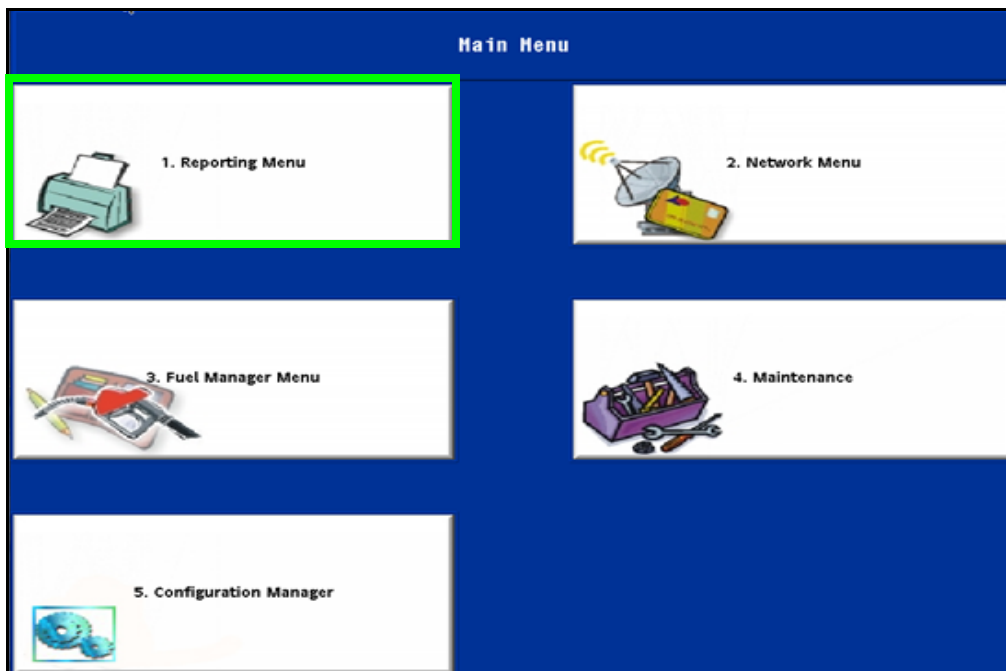 Main Menu
1. Reporting Menu
2. Network Menu
3. Fuel Manager Menu
4. Maintenance
5. Configuration Manager